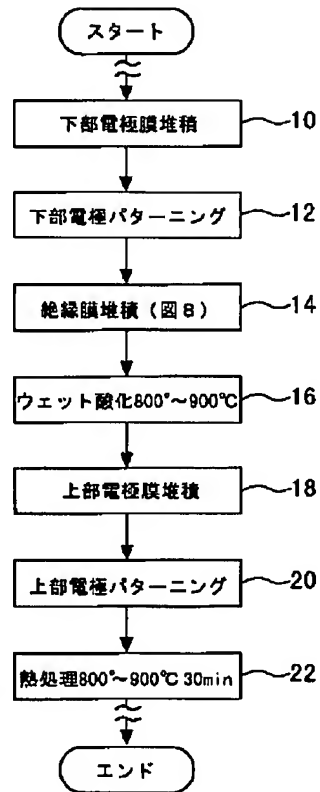 スタート
下部電極膜堆積 10
下部電極パターニング 12
絶縁膜堆積(図8) 14
ウェット酸化800°~900℃ 16
上部電極膜堆積 18
上部電極パターニング 20
熱処理800°~900℃ 30min 22
エンド